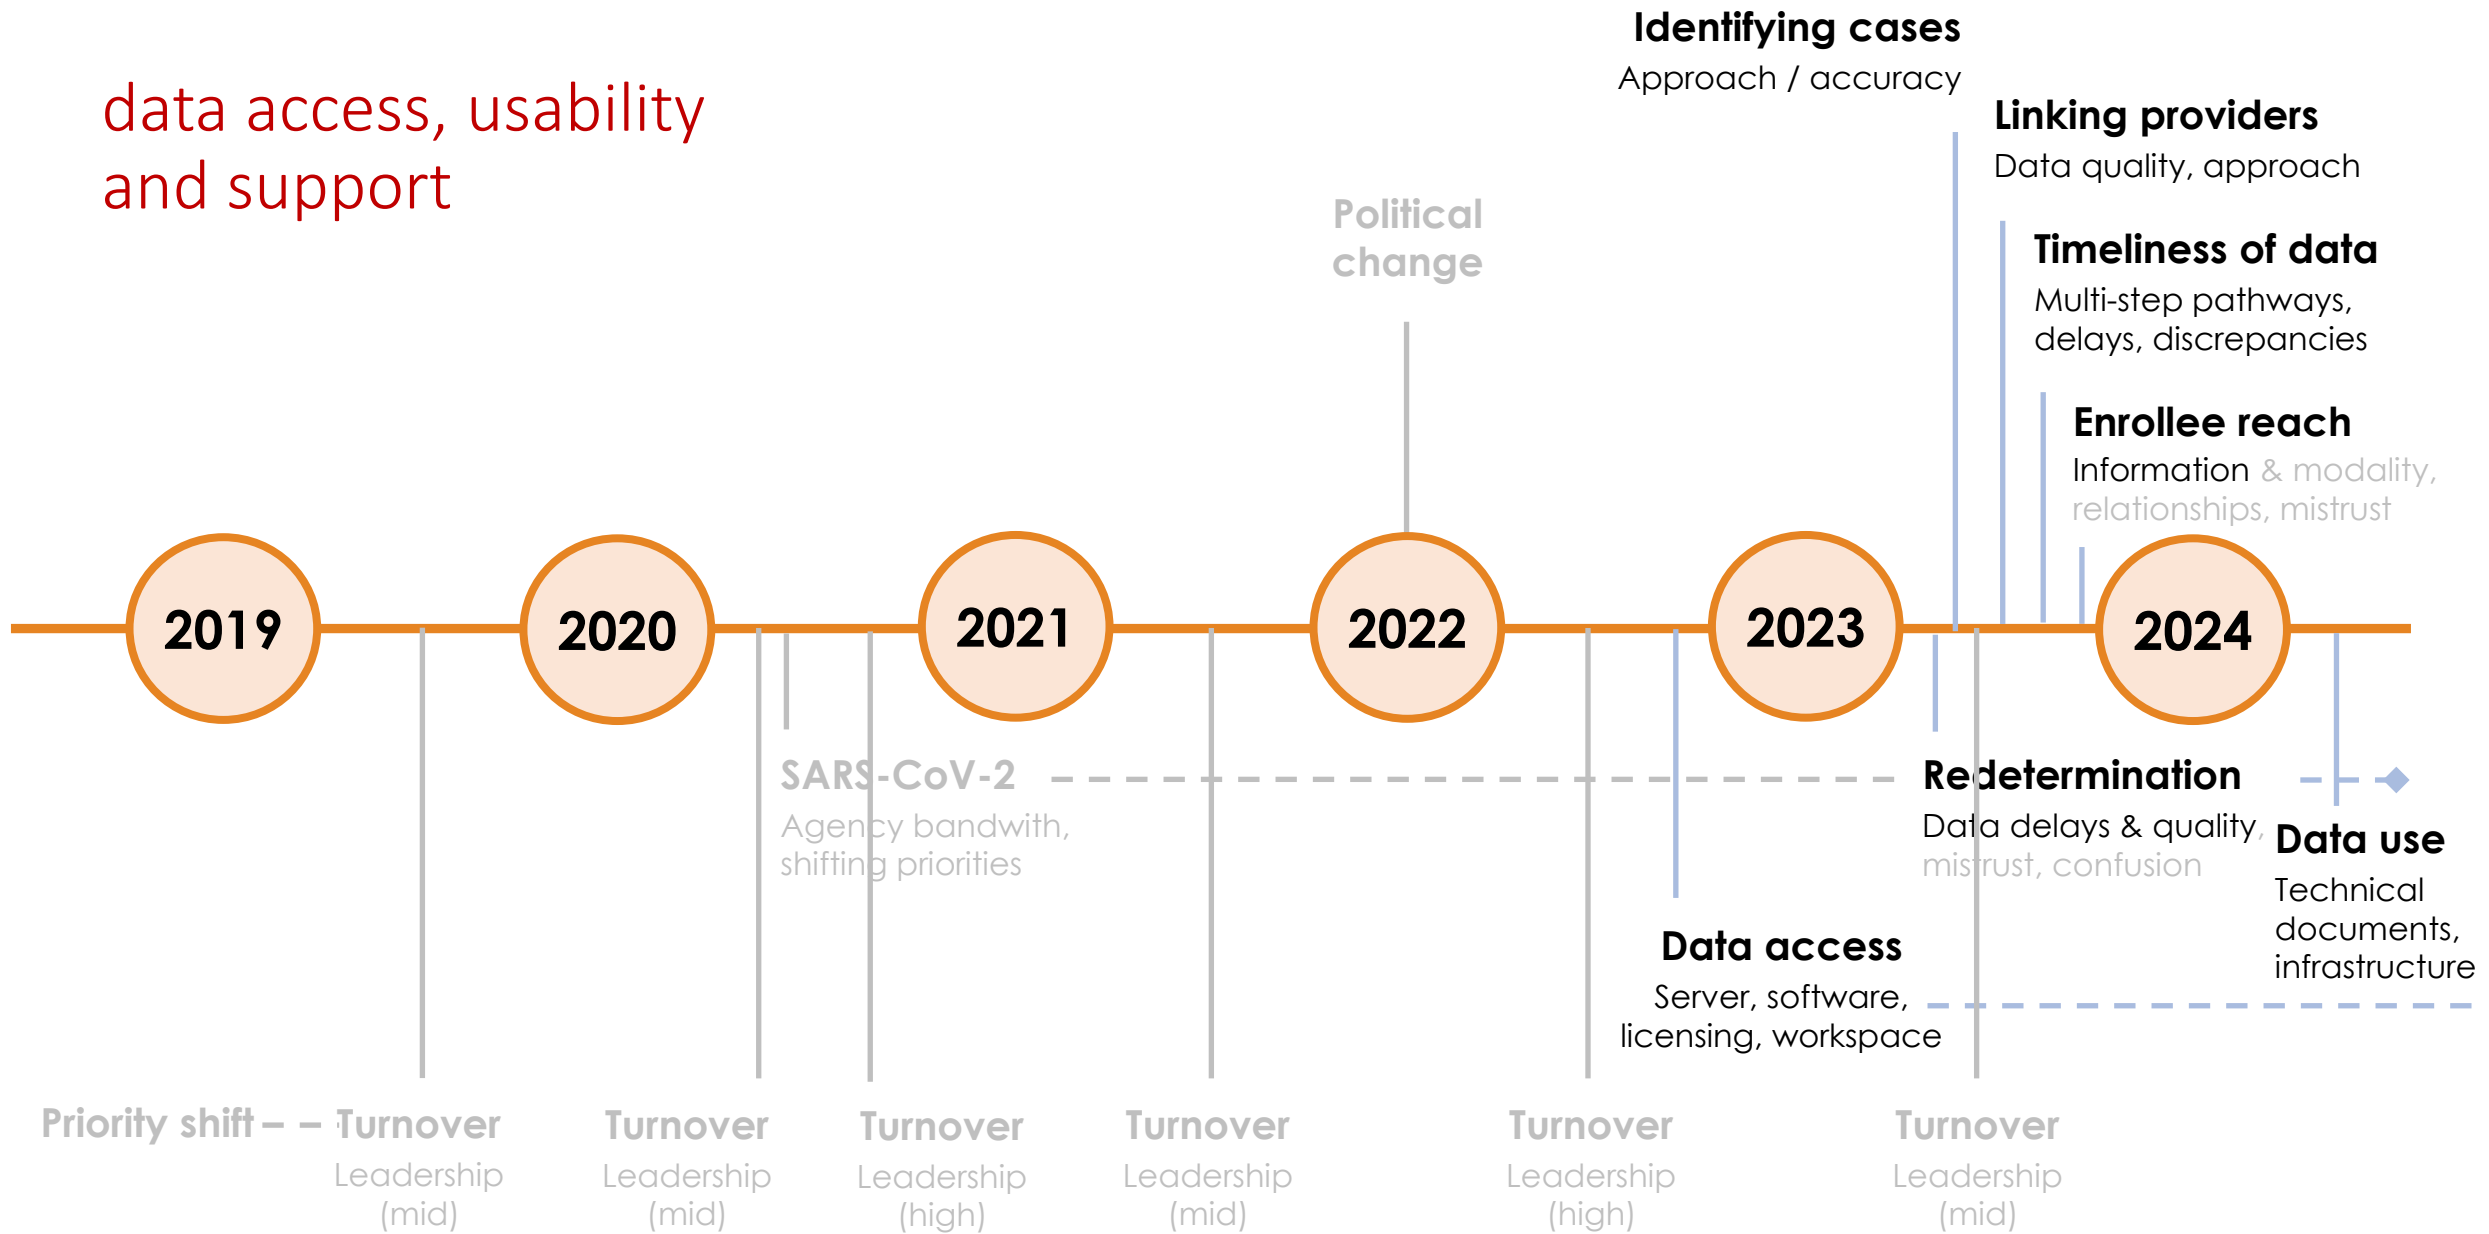 data access, usability
and support
Identifying cases
Approach / accuracy
Linking providers
Data quality, approach
Political
change
Timeliness of data
Multi-step pathways,
delays, discrepancies
Enrollee reach
Information & modality,
relationships, mistrust
2019
2020
2021
2022
2023
2024
SARS-CoV-2
Agency bandwith,
shifting priorities
Redetermination
Data delays & quality,
mistrust, confusion
Data use
Technical
documents,
infrastructure
Data access
Server, software,
licensing, workspace
Priority shift
Turnover
Leadership
(mid)
Turnover
Leadership
(mid)
Turnover
Leadership
(high)
Turnover
Leadership
(mid)
Turnover
Leadership
(high)
Turnover
Leadership
(mid)